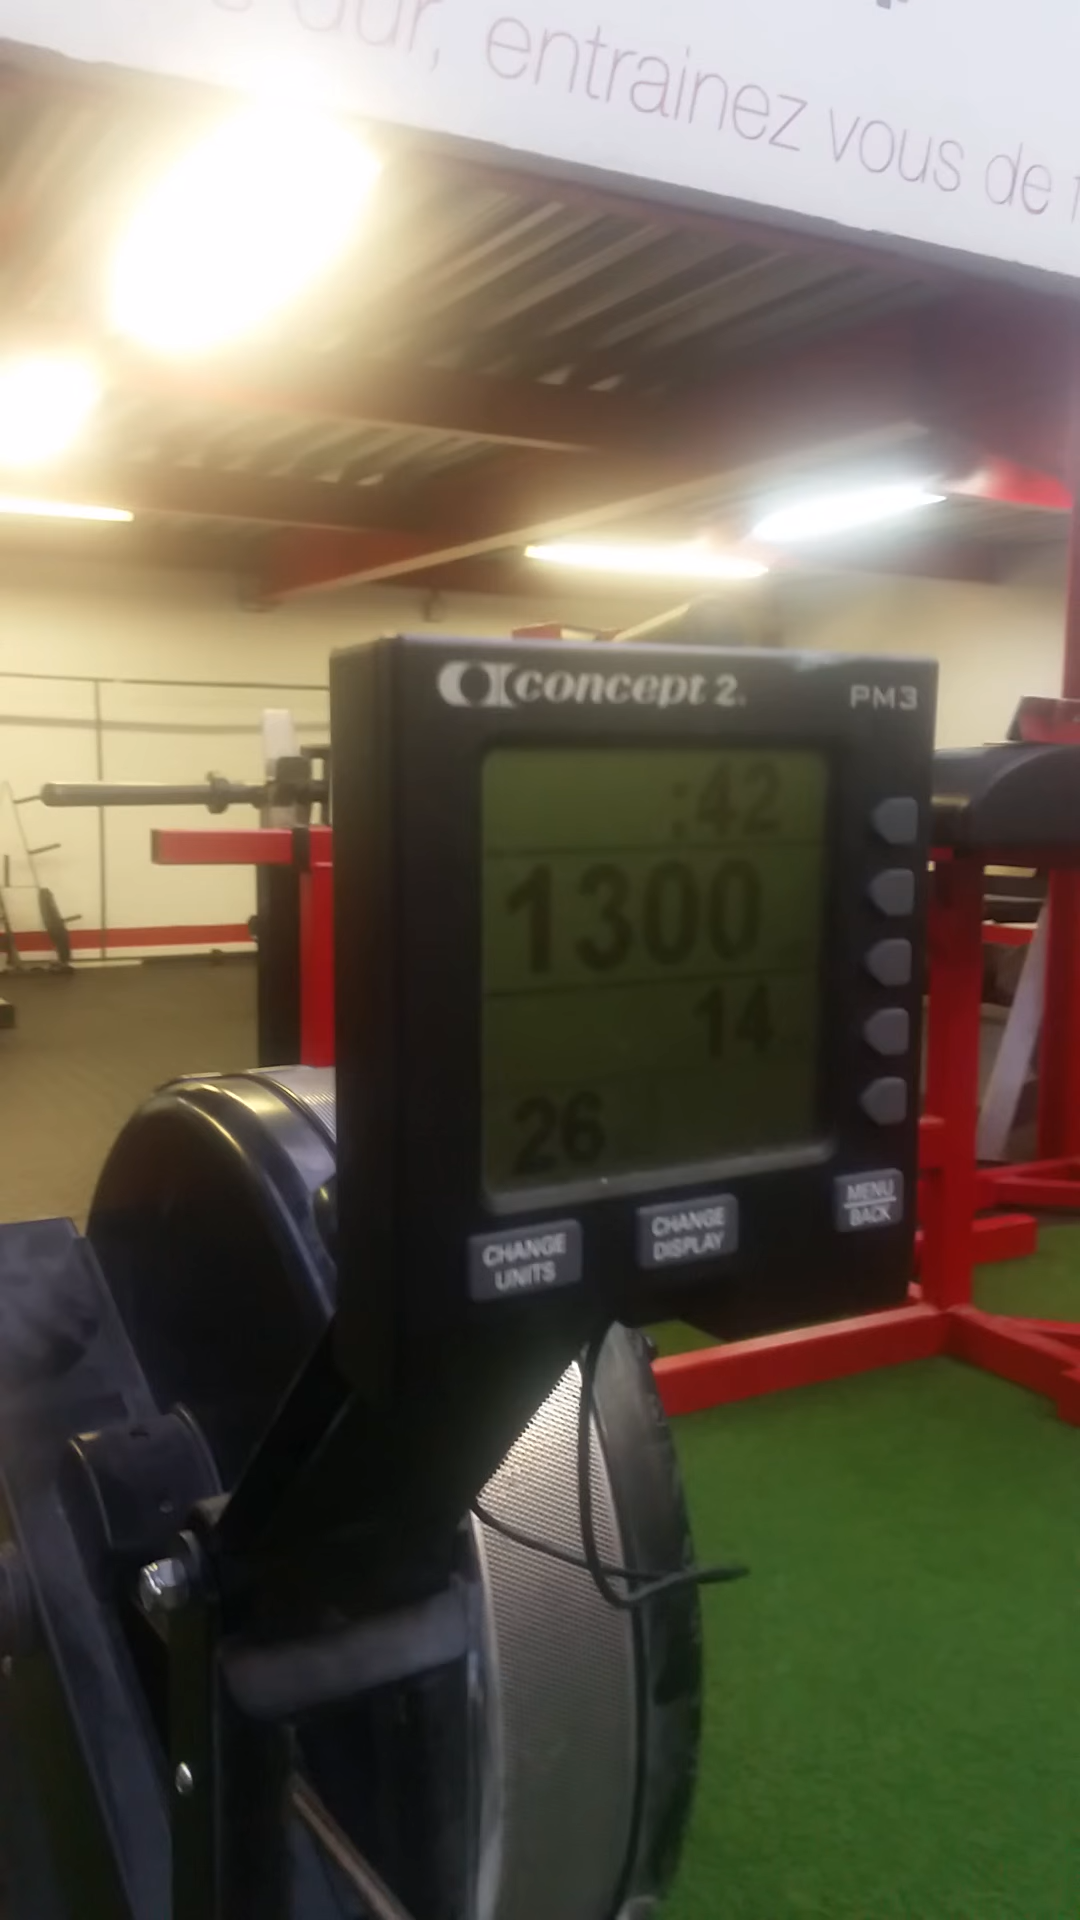 entrainez vous de
concept 2.
PM3
:42
1300
14
26
CHANGE
UNITS
CHANGE
DISPLAY
MENU
BACK